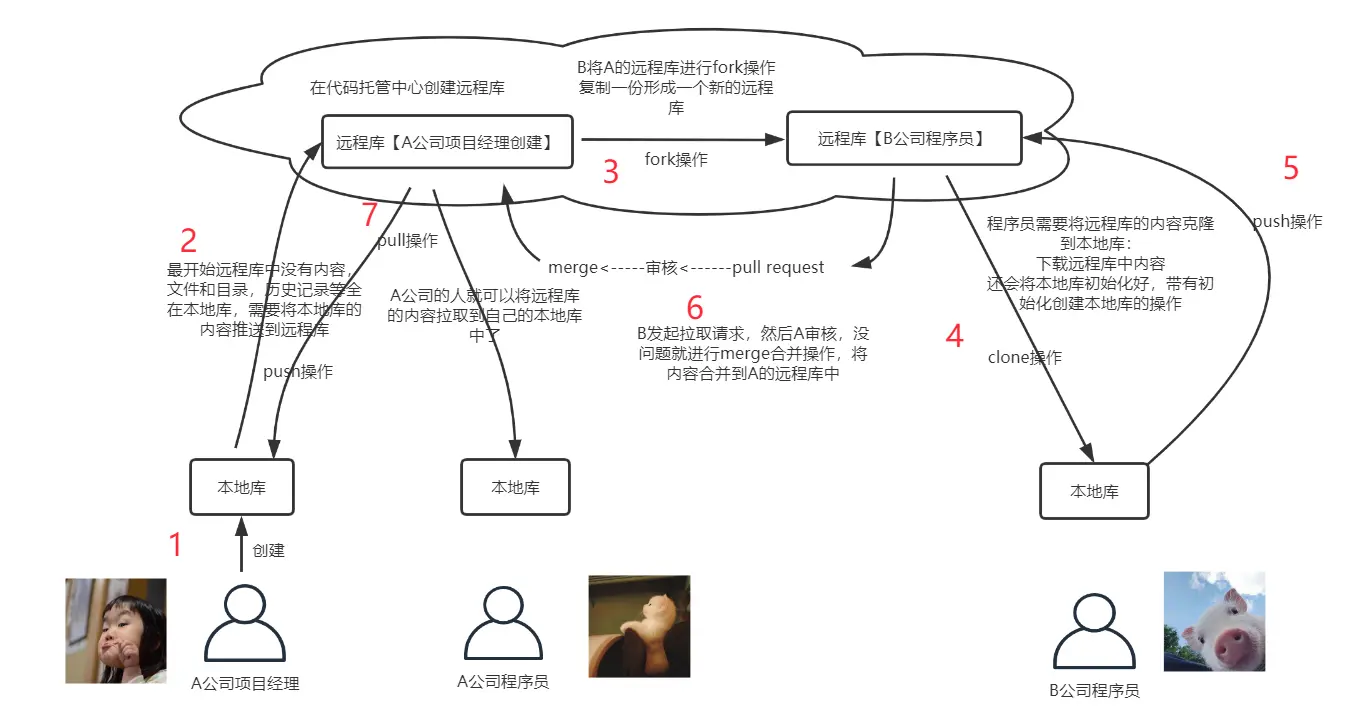 B将A的远程库进行fork操作
复制一份形成一个新的远程
库
在代码托管中心创建远程库
远程库【A公司项目经理创建】
远程库【B公司程序员】
fork操作
3
5
7
2
pull操作
push操作
程序员需要将远程库的内容克隆
到本地库：
下载远程库中内容
还会将本地库初始化好，带有初
始化创建本地库的操作
最开始远程库中没有内容，
文件和目录，历史记录等全
在本地库，需要将本地库的
内容推送到远程库
merge<-----审核<------pull request
A公司的人就可以将远程库
的内容拉取到自己的本地库
中了
6
B发起拉取请求，然后A审核，没
问题就进行merge合并操作，将
内容合并到A的远程库中
4
clone操作
push操作
本地库
本地库
本地库
1
创建
A公司项目经理
A公司程序员
B公司程序员